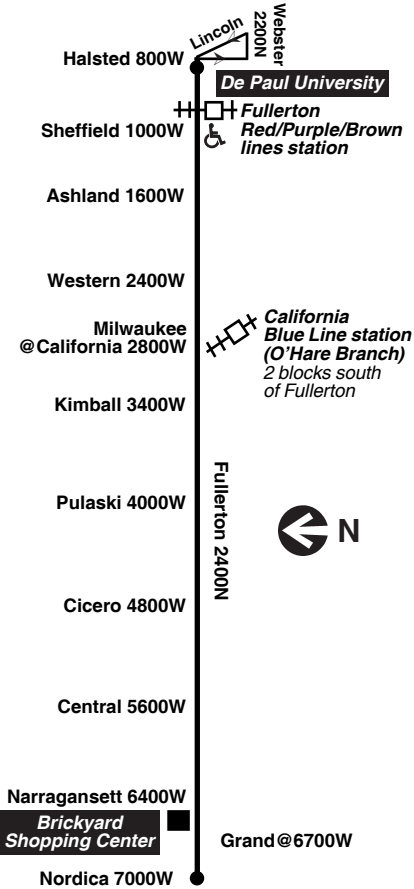 Lincoln
Webster
2200N
Halsted 800W
De Paul University
Fullerton
Red/Purple/Brown
lines station
Sheffield 1000W
Ashland 1600W
Western 2400W
Milwaukee
@California 2800W
California
Blue Line station
(O'Hare Branch)
2 blocks south
of Fullerton
Kimball 3400W
Fullerton 2400N
Pulaski 4000W
N
Cicero 4800W
Central 5600W
Narragansett 6400W
Brickyard
Shopping Center
Grand@6700W
Nordica 7000W